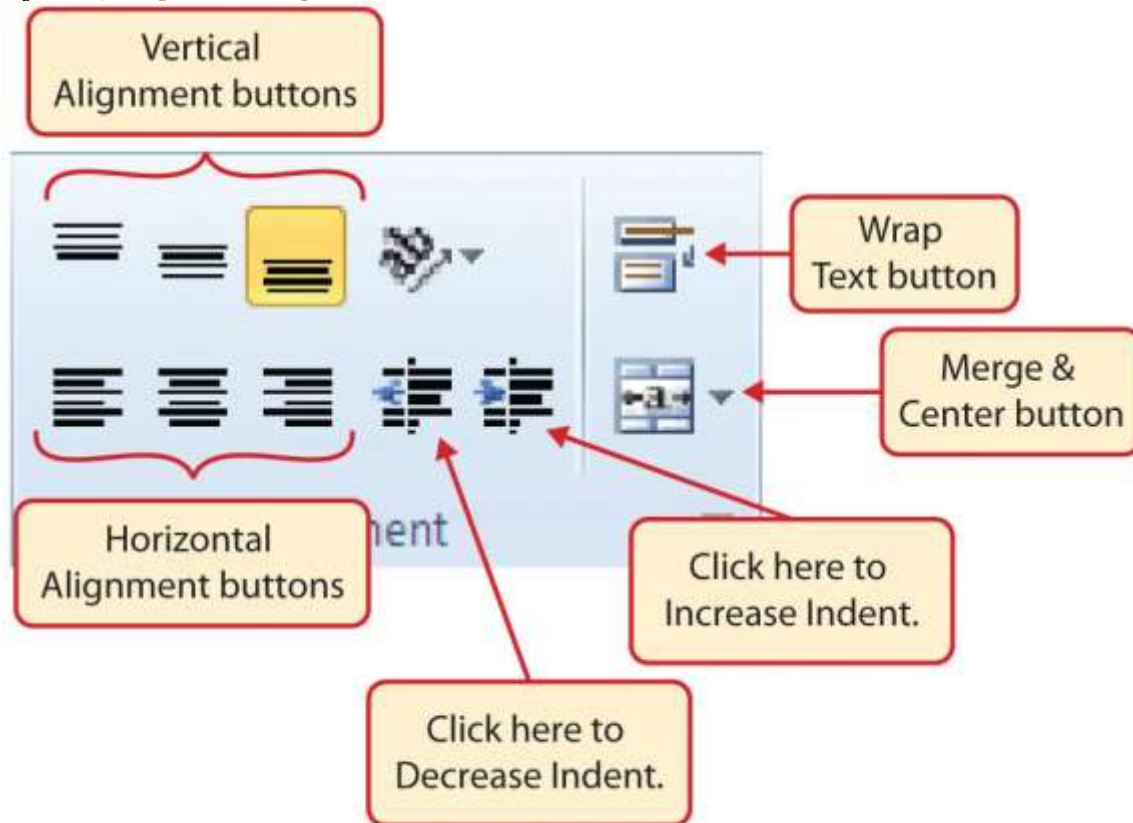 Vertical
Alignment buttons
Wrap
Text button
Merge &
Center button
a
Horizontal
Alignment buttons
ment
Click here to
Increase Indent.
Click here to
Decrease Indent.